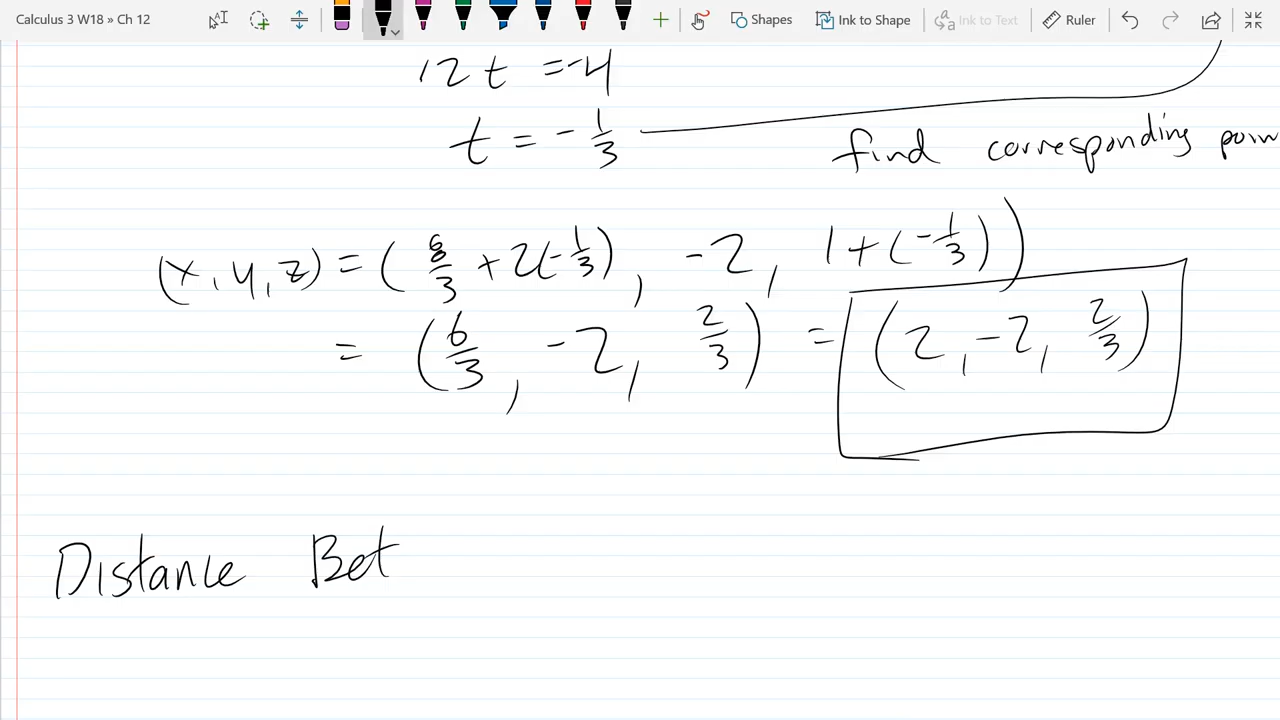 Calculus 3 W18 » Ch 12 Shapes Ink to Shape Ink to Text Ruler
12t = -4
t = -1/3
find corresponding
(x, y, z) = (8/3 + 2(-1/3), -2, 1 + (-1/3))
= (6/3, -2, 2/3) = (2, -2, 2/3)
Distance Bet